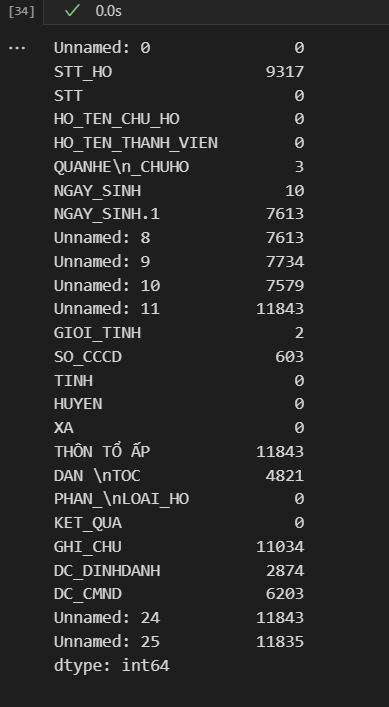 [34] 0.0s
... Unnamed: 0 0
STT_HO 9317
STT 0
HO_TEN_CHU_HO 0
HO_TEN_THANH_VIEN 0
QUANHE\n_CHUHO 3
NGAY_SINH 10
NGAY_SINH.1 7613
Unnamed: 8 7613
Unnamed: 9 7734
Unnamed: 10 7579
Unnamed: 11 11843
GIOI_TINH 2
SO_CCCD 603
TINH 0
HUYEN 0
XA 0
THÔN TỔ ẤP 11843
DAN \nTOC 4821
PHAN_\nLOAI_HO 0
KET_QUA 0
GHI_CHU 11034
DC_DINHDANH 2874
DC_CMND 6203
Unnamed: 24 11843
Unnamed: 25 11835
dtype: int64